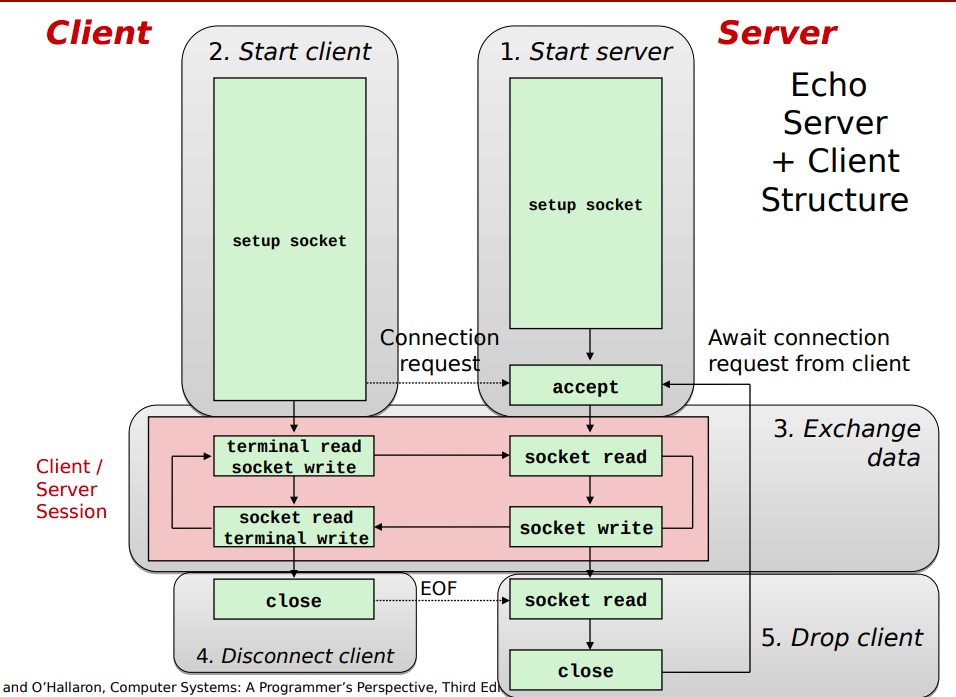 Client
Server
2. Start client
1. Start server
Echo
Server
+ Client
Structure
setup socket
setup socket
Connection
request
Await connection
request from client
accept
3. Exchange
data
Client /
Server
Session
terminal read
socket write
socket read
socket read
terminal write
socket write
close
EOF
socket read
4. Disconnect client
5. Drop client
close
and O’Hallaron, Computer Systems: A Programmer’s Perspective, Third Edi